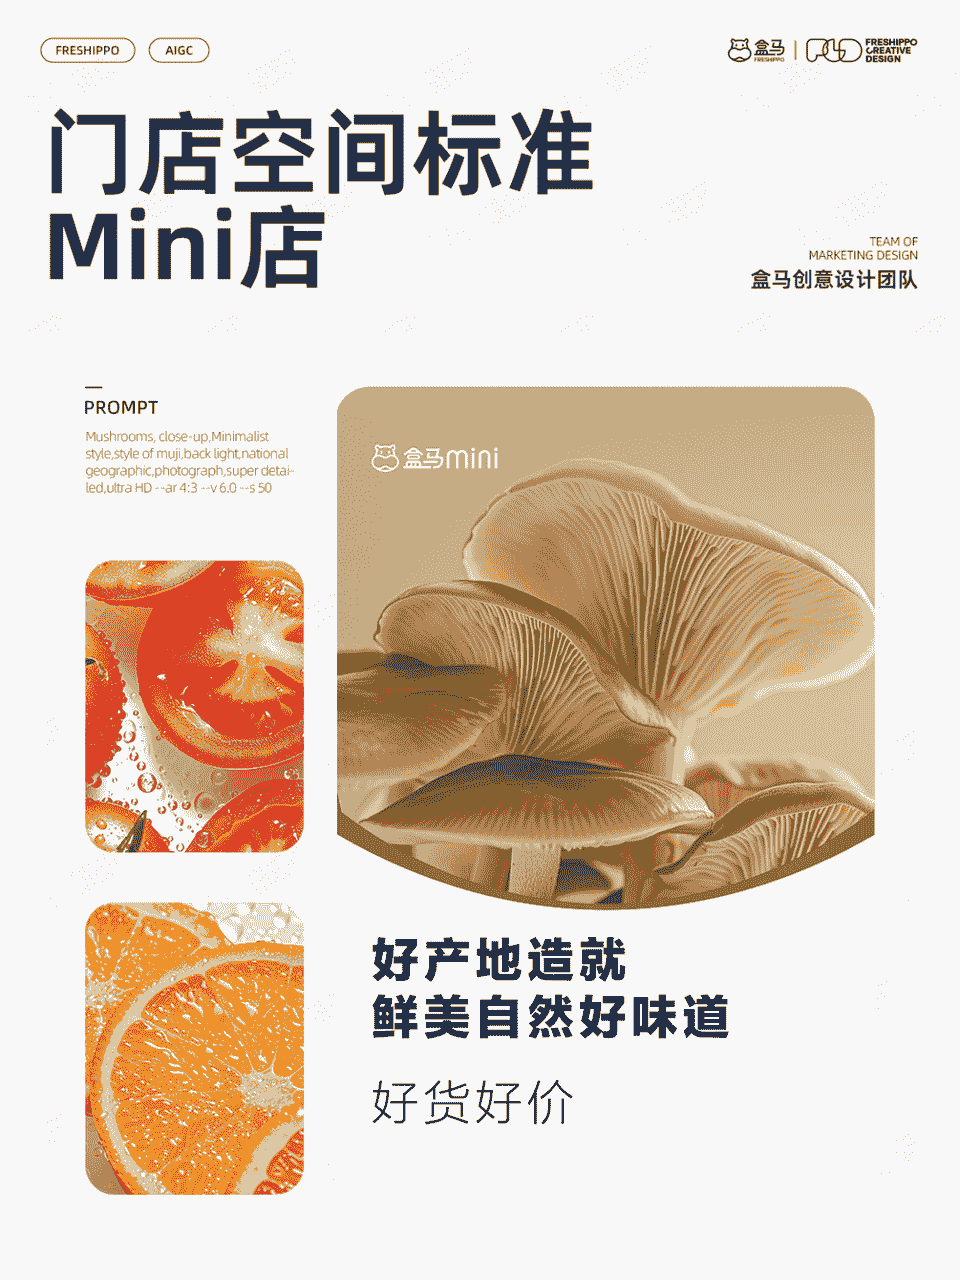 FRESHIPPO
AIGC
盒马
FRESHIPPO
FRESHIPPO
CREATIVE
DESIGN
门店空间标准
Mini店
TEAM OF
MARKETING DESIGN
盒马创意设计团队
PROMPT
Mushrooms, close-up,Minimalist
style,style of muji,back light,national
geographic,photograph,super detai-
led,ultra HD --ar 4:3 --v 6.0 --s 50
盒马mini
好产地造就
鲜美自然好味道
好货好价